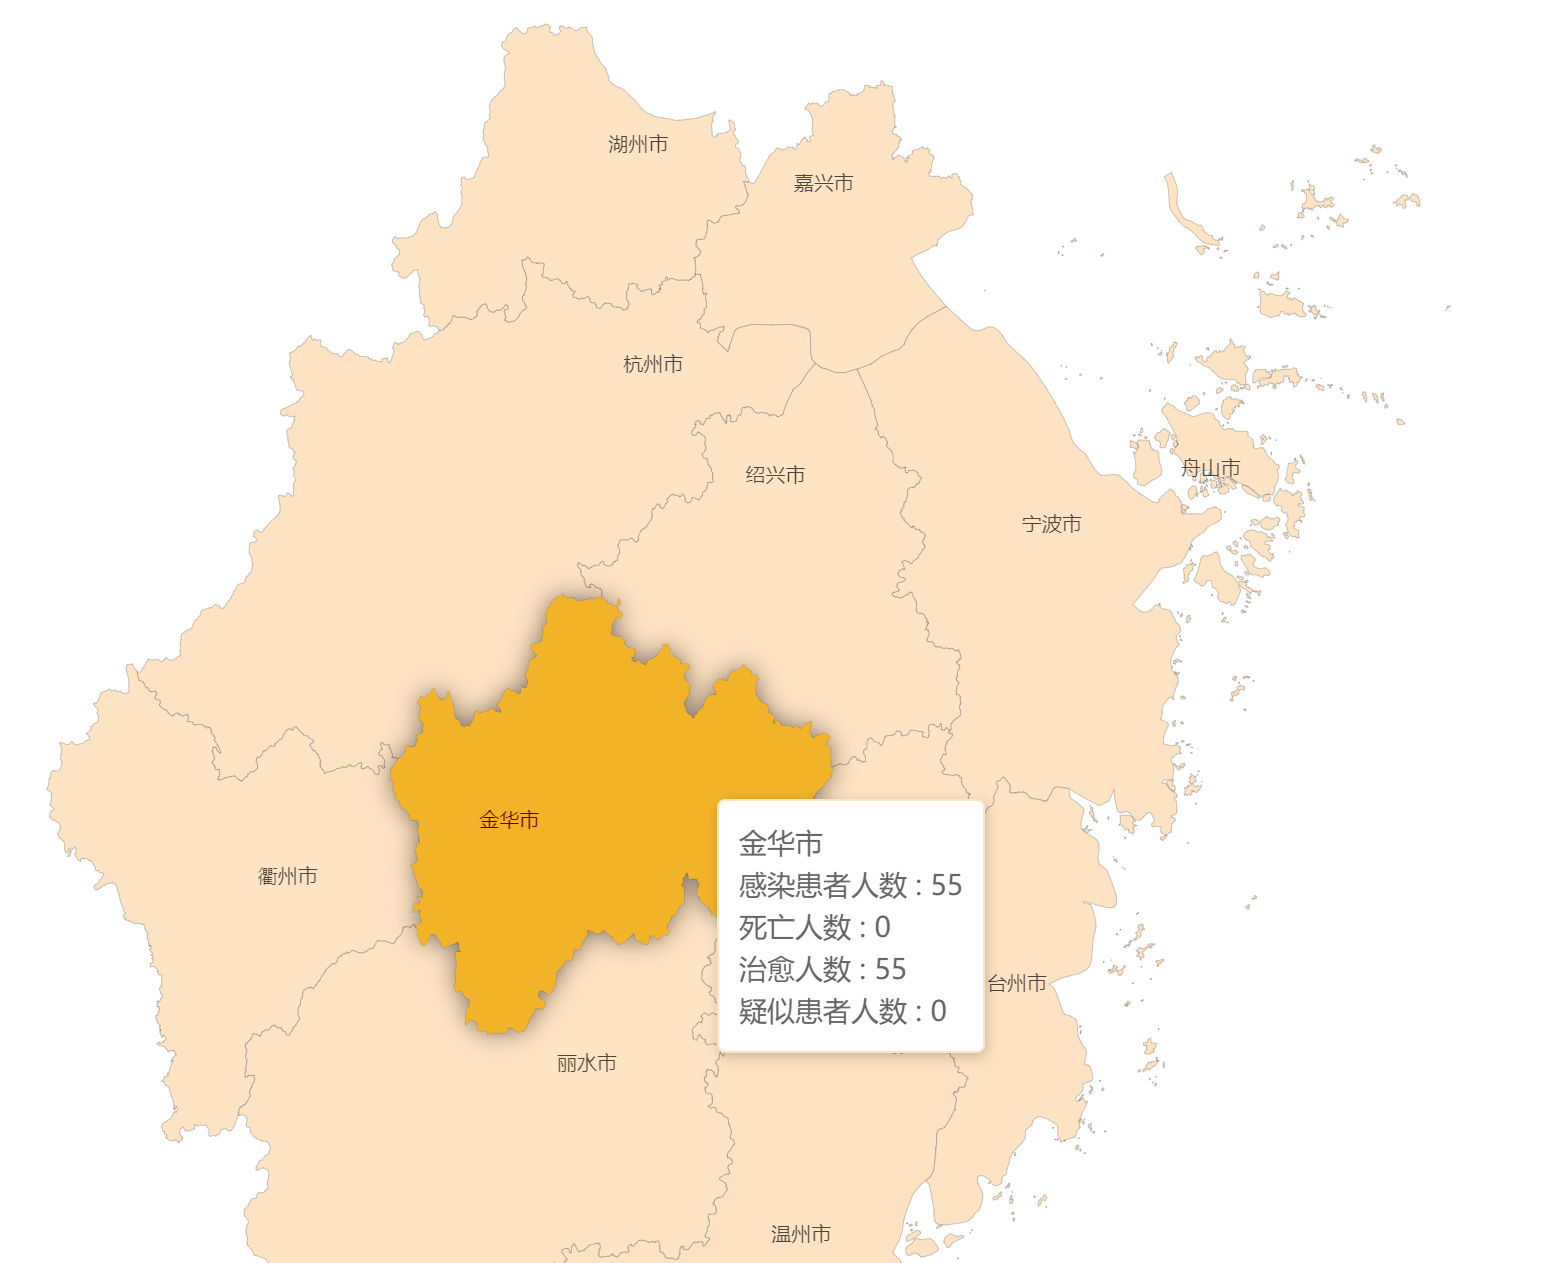 湖州市
嘉兴市
杭州市
舟山市
绍兴市
宁波市
金华市
衢州市
金华市
感染患者人数 : 55
死亡人数 : 0
治愈人数 : 55
疑似患者人数 : 0
台州市
丽水市
温州市